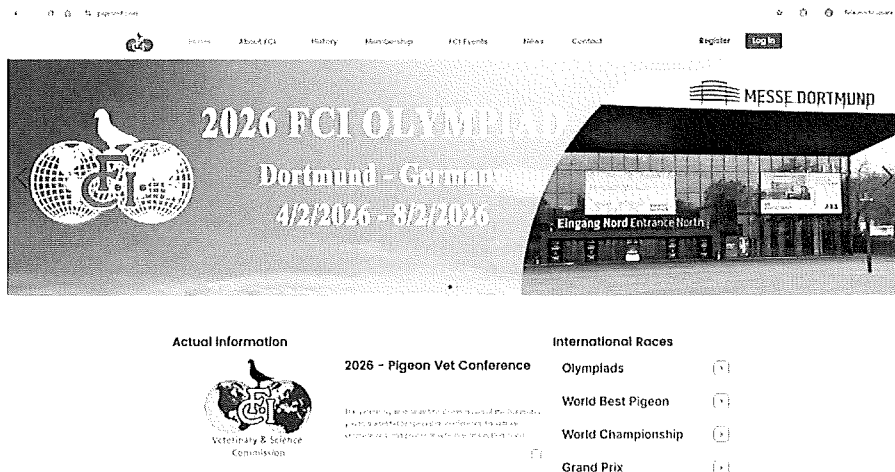 About FCI
History
Membership
FCI Events
News
Contact
Register
Log in
2026 FCI OLYMPIAD
Dortmund - Germany
4/2/2026 - 8/2/2026
F.C.I.
MESSE DORTMUND
Eingang Nord Entrance North
Actual information
International Races
F.C.I.
Veterinary & Science
Commission
2026 - Pigeon Vet Conference
Olympiads
World Best Pigeon
World Championship
Grand Prix